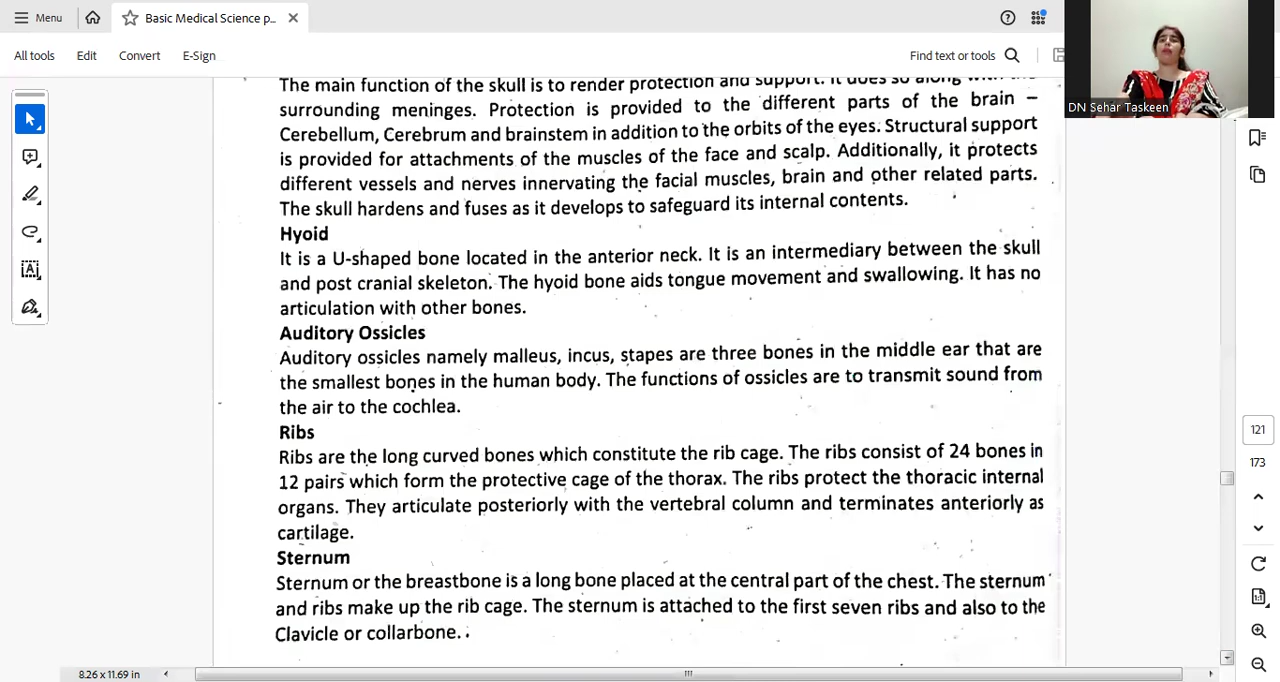 Menu
Basic Medical Science p...
All tools
Edit
Convert
E-Sign
Find text or tools
DN Sehar Taskeen
The main function of the skull is to render protection and support. It does so along with the
surrounding meninges. Protection is provided to the different parts of the brain –
Cerebellum, Cerebrum and brainstem in addition to the orbits of the eyes. Structural support
is provided for attachments of the muscles of the face and scalp. Additionally, it protects
different vessels and nerves innervating the facial muscles, brain and other related parts.
The skull hardens and fuses as it develops to safeguard its internal contents.
Hyoid
It is a U-shaped bone located in the anterior neck. It is an intermediary between the skull
and post cranial skeleton. The hyoid bone aids tongue movement and swallowing. It has no
articulation with other bones.
Auditory Ossicles
Auditory ossicles namely malleus, incus, stapes are three bones in the middle ear that are
the smallest bones in the human body. The functions of ossicles are to transmit sound from
the air to the cochlea.
Ribs
Ribs are the long curved bones which constitute the rib cage. The ribs consist of 24 bones in
12 pairs which form the protective cage of the thorax. The ribs protect the thoracic internal
organs. They articulate posteriorly with the vertebral column and terminates anteriorly as
cartilage.
Sternum
Sternum or the breastbone is a long bone placed at the central part of the chest. The sternum
and ribs make up the rib cage. The sternum is attached to the first seven ribs and also to the
Clavicle or collarbone.
121
173
8.26 x 11.69 in